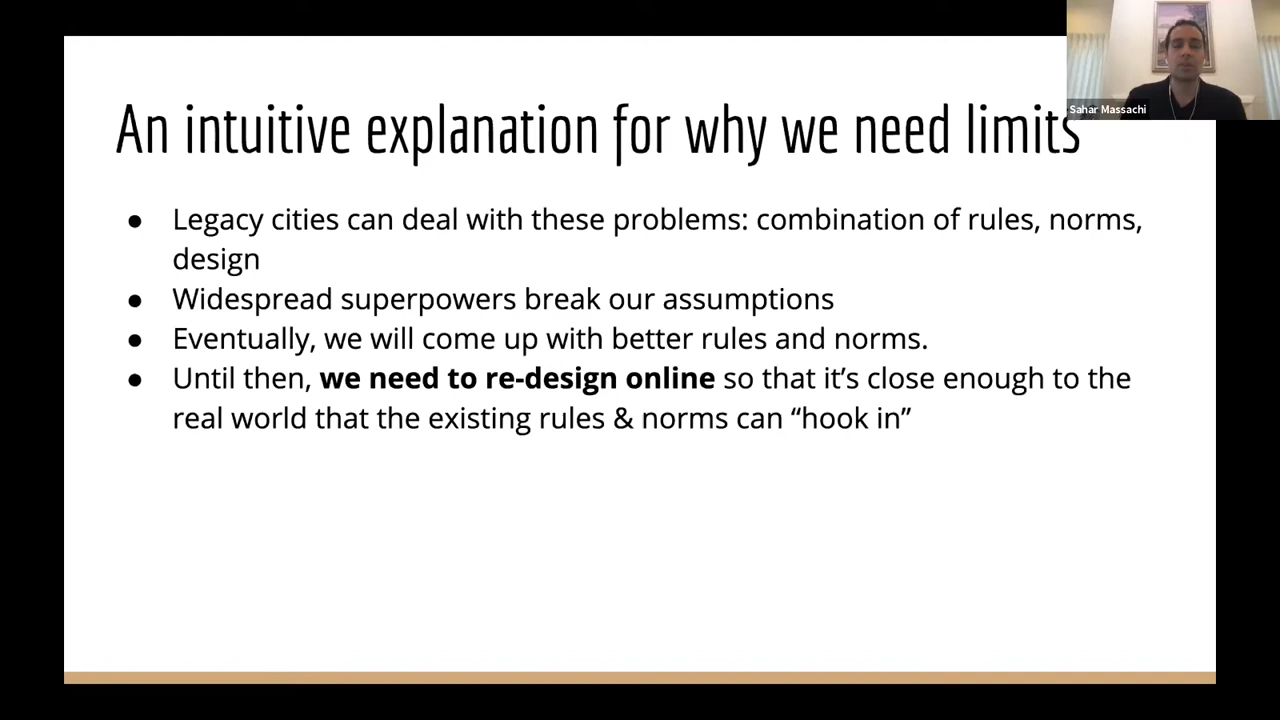 An intuitive explanation for why we need limits
Sahar Massachi
● Legacy cities can deal with these problems: combination of rules, norms,
design
● Widespread superpowers break our assumptions
● Eventually, we will come up with better rules and norms.
● Until then, we need to re-design online so that it’s close enough to the
real world that the existing rules & norms can “hook in”